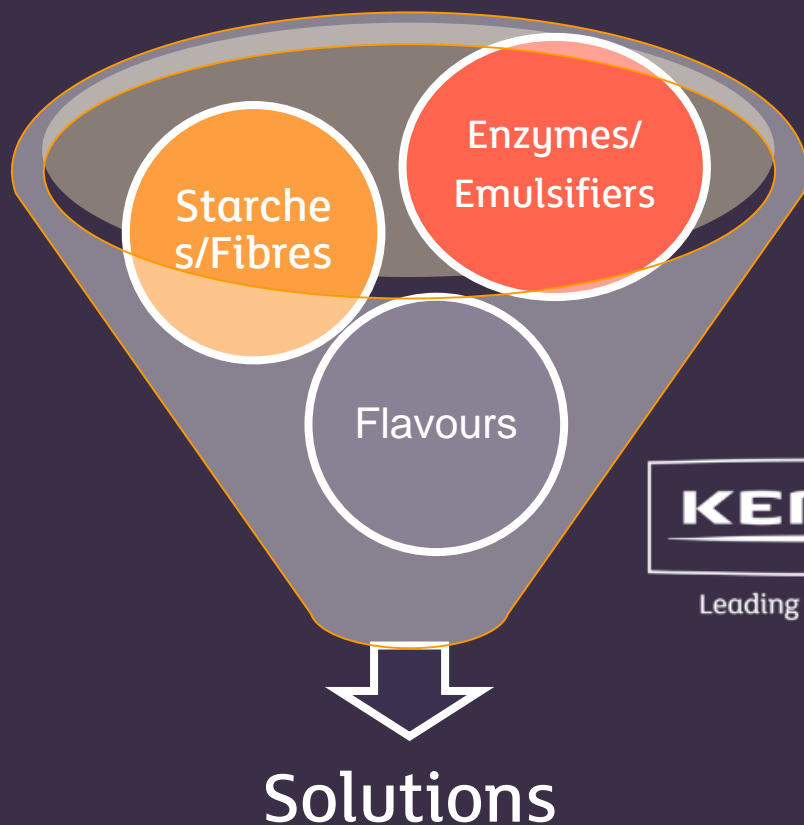 Enzymes/
Emulsifiers
Starche
s/Fibres
Flavours
Leading
Solutions